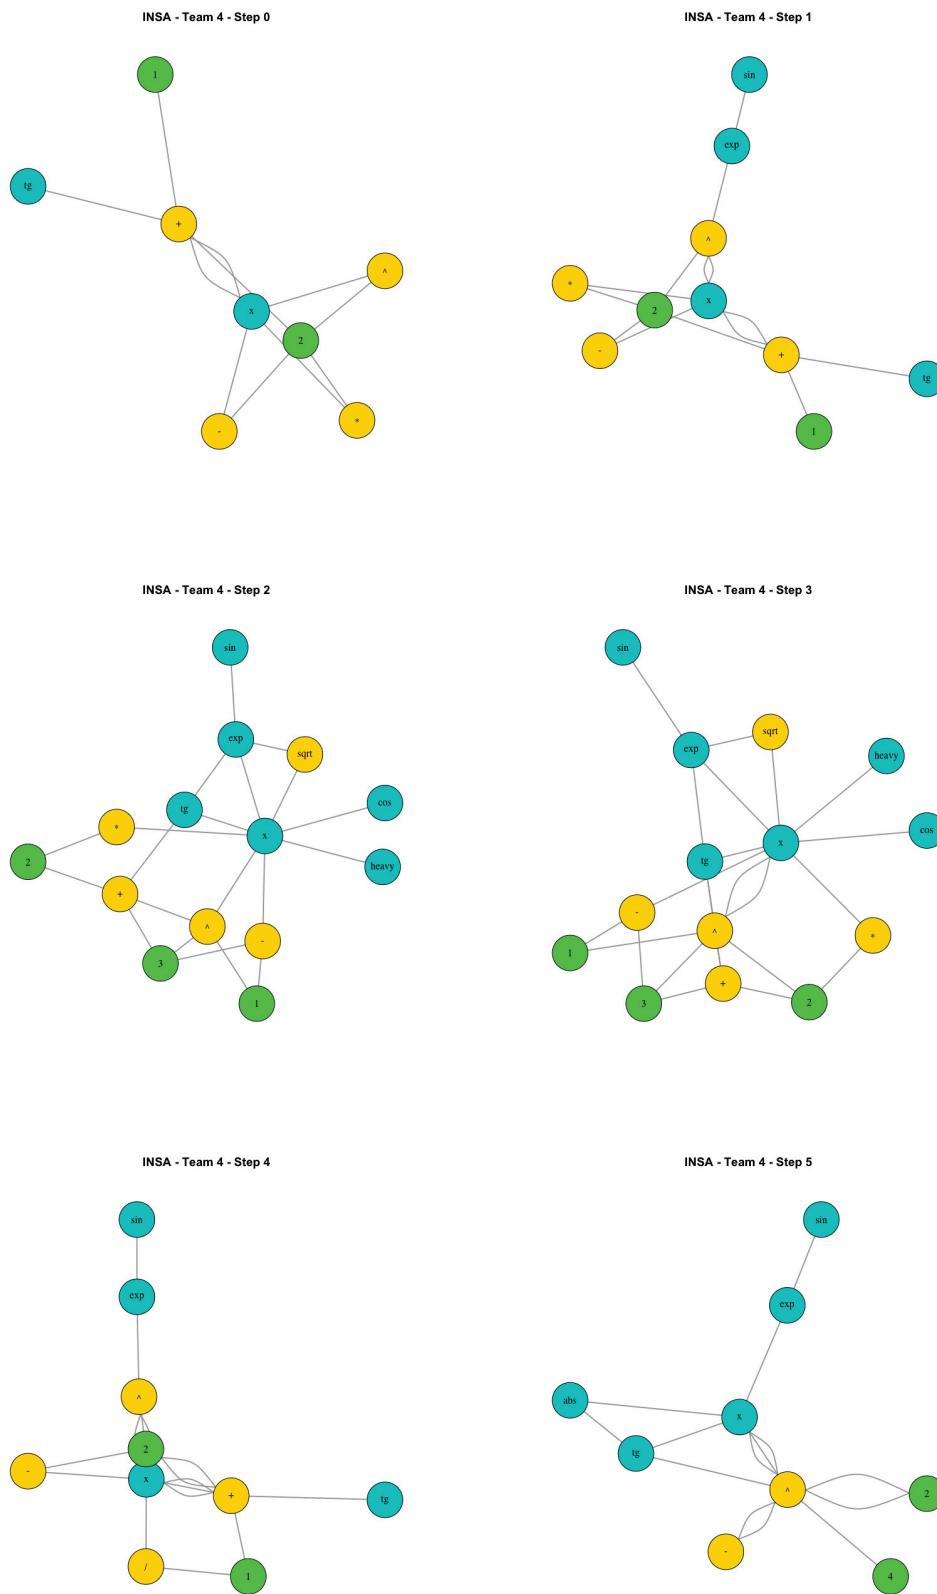 INSA - Team 4 - Step 0
1
tg
+
^
x
2
-
*
INSA - Team 4 - Step 1
sin
exp
^
*
x
2
-
+
tg
1
INSA - Team 4 - Step 2
sin
exp
sqrt
cos
tg
*
x
2
heavy
+
^
-
3
1
INSA - Team 4 - Step 3
sin
sqrt
exp
heavy
cos
x
tg
-
^
*
1
+
3
2
INSA - Team 4 - Step 4
sin
exp
^
2
-
x
+
tg
/
1
INSA - Team 4 - Step 5
sin
exp
abs
x
tg
^
2
-
4